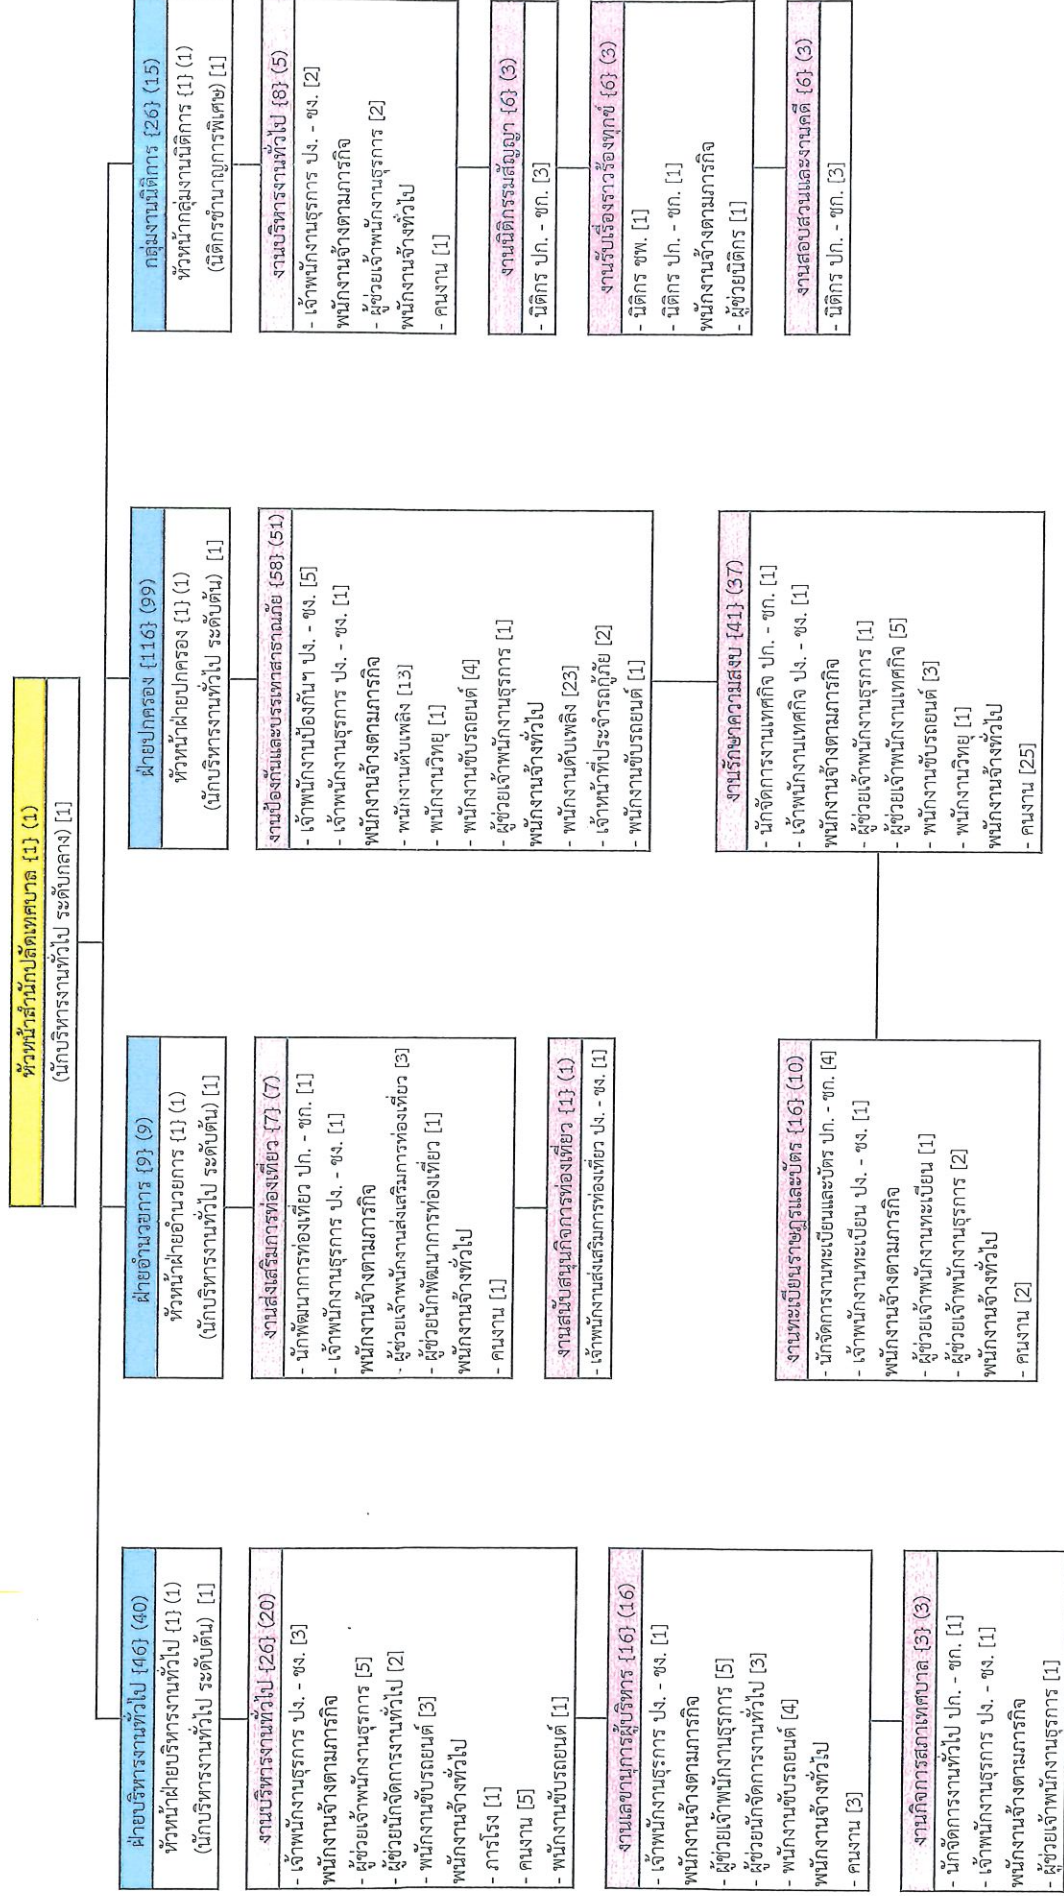 หัวหน้าสำนักปลัดเทศบาล {1} (1)
(นักบริหารงานทั่วไป ระดับกลาง) [1]
ฝ่ายบริหารงานทั่วไป {46} (40)
หัวหน้าฝ่ายบริหารงานทั่วไป {1} (1)
(นักบริหารงานทั่วไป ระดับต้น) [1]
งานบริหารงานทั่วไป {26} (20)
- เจ้าพนักงานธุรการ ปง. - ชง. [3]
พนักงานจ้างตามภารกิจ
- ผู้ช่วยเจ้าพนักงานธุรการ [5]
- ผู้ช่วยนักจัดการงานทั่วไป [2]
- พนักงานขับรถยนต์ [3]
พนักงานจ้างทั่วไป
- ภารโรง [1]
- คนงาน [5]
- พนักงานขับรถยนต์ [1]
งานเลขานุการผู้บริหาร {16} (16)
- เจ้าพนักงานธุรการ ปง. - ชง. [1]
พนักงานจ้างตามภารกิจ
- ผู้ช่วยเจ้าพนักงานธุรการ [5]
- ผู้ช่วยนักจัดการงานทั่วไป [3]
- พนักงานขับรถยนต์ [4]
พนักงานจ้างทั่วไป
- คนงาน [3]
งานกิจการสภาเทศบาล {3} (3)
- นักจัดการงานทั่วไป ปก. - ชก. [1]
- เจ้าพนักงานธุรการ ปง. - ชง. [1]
พนักงานจ้างตามภารกิจ
- ผู้ช่วยเจ้าพนักงานธุรการ [1]
ฝ่ายอำนวยการ {9} (9)
หัวหน้าฝ่ายอำนวยการ {1} (1)
(นักบริหารงานทั่วไป ระดับต้น) [1]
งานส่งเสริมการท่องเที่ยว {7} (7)
- นักพัฒนาการท่องเที่ยว ปก. - ชก. [1]
- เจ้าพนักงานธุรการ ปง. - ชง. [1]
พนักงานจ้างตามภารกิจ
- ผู้ช่วยเจ้าพนักงานส่งเสริมการท่องเที่ยว [3]
- ผู้ช่วยนักพัฒนาการท่องเที่ยว [1]
พนักงานจ้างทั่วไป
- คนงาน [1]
งานสนับสนุนกิจการท่องเที่ยว {1} (1)
- เจ้าพนักงานส่งเสริมการท่องเที่ยว ปง. - ชง. [1]
งานทะเบียนราษฎรและบัตร {16} (10)
- นักจัดการงานทะเบียนและบัตร ปก. - ชก. [4]
- เจ้าพนักงานทะเบียน ปง. - ชง. [1]
พนักงานจ้างตามภารกิจ
- ผู้ช่วยเจ้าพนักงานทะเบียน [1]
- ผู้ช่วยเจ้าพนักงานธุรการ [2]
พนักงานจ้างทั่วไป
- คนงาน [2]
ฝ่ายปกครอง {116} (99)
หัวหน้าฝ่ายปกครอง {1} (1)
(นักบริหารงานทั่วไป ระดับต้น) [1]
งานป้องกันและบรรเทาสาธารณภัย {58} (51)
- เจ้าพนักงานป้องกันฯ ปง. - ชง. [5]
- เจ้าพนักงานธุรการ ปง. - ชง. [1]
พนักงานจ้างตามภารกิจ
- พนักงานดับเพลิง [13]
- พนักงานวิทยุ [1]
- พนักงานขับรถยนต์ [4]
- ผู้ช่วยเจ้าพนักงานธุรการ [1]
พนักงานจ้างทั่วไป
- พนักงานดับเพลิง [23]
- เจ้าหน้าที่ประจำรถกู้ภัย [2]
- พนักงานขับรถยนต์ [1]
งานรักษาความสงบ {41} (37)
- นักจัดการงานเทศกิจ ปก. - ชก. [1]
- เจ้าพนักงานเทศกิจ ปง. - ชง. [1]
พนักงานจ้างตามภารกิจ
- ผู้ช่วยเจ้าพนักงานธุรการ [1]
- ผู้ช่วยเจ้าพนักงานเทศกิจ [5]
- พนักงานขับรถยนต์ [3]
- พนักงานวิทยุ [1]
พนักงานจ้างทั่วไป
- คนงาน [25]
กลุ่มงานนิติการ {26} (15)
หัวหน้ากลุ่มงานนิติการ {1} (1)
(นิติกรชำนาญการพิเศษ) [1]
งานบริหารงานทั่วไป {8} (5)
- เจ้าพนักงานธุรการ ปง. - ชง. [2]
พนักงานจ้างตามภารกิจ
- ผู้ช่วยเจ้าพนักงานธุรการ [2]
พนักงานจ้างทั่วไป
- คนงาน [1]
งานนิติกรรมสัญญา {6} (3)
- นิติกร ปก. - ชก. [3]
งานรับเรื่องราวร้องทุกข์ {6} (3)
- นิติกร ชพ. [1]
- นิติกร ปก. - ชก. [1]
พนักงานจ้างตามภารกิจ
- ผู้ช่วยนิติกร [1]
งานสอบสวนและงานคดี {6} (3)
- นิติกร ปก. - ชก. [3]